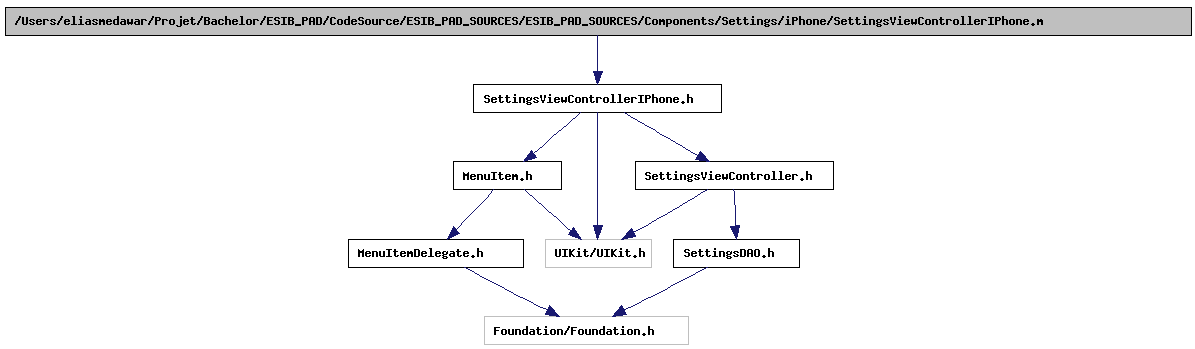 /Users/eliasmedawar/Projet/Bachelor/ESIB_PAD/CodeSource/ESIB_PAD_SOURCES/ESIB_PAD_SOURCES/Components/Settings/iPhone/SettingsViewControllerIPhone.m
SettingsViewControllerIPhone.h
MenuItem.h
SettingsViewController.h
MenuItemDelegate.h
UIKit/UIKit.h
SettingsDAO.h
Foundation/Foundation.h